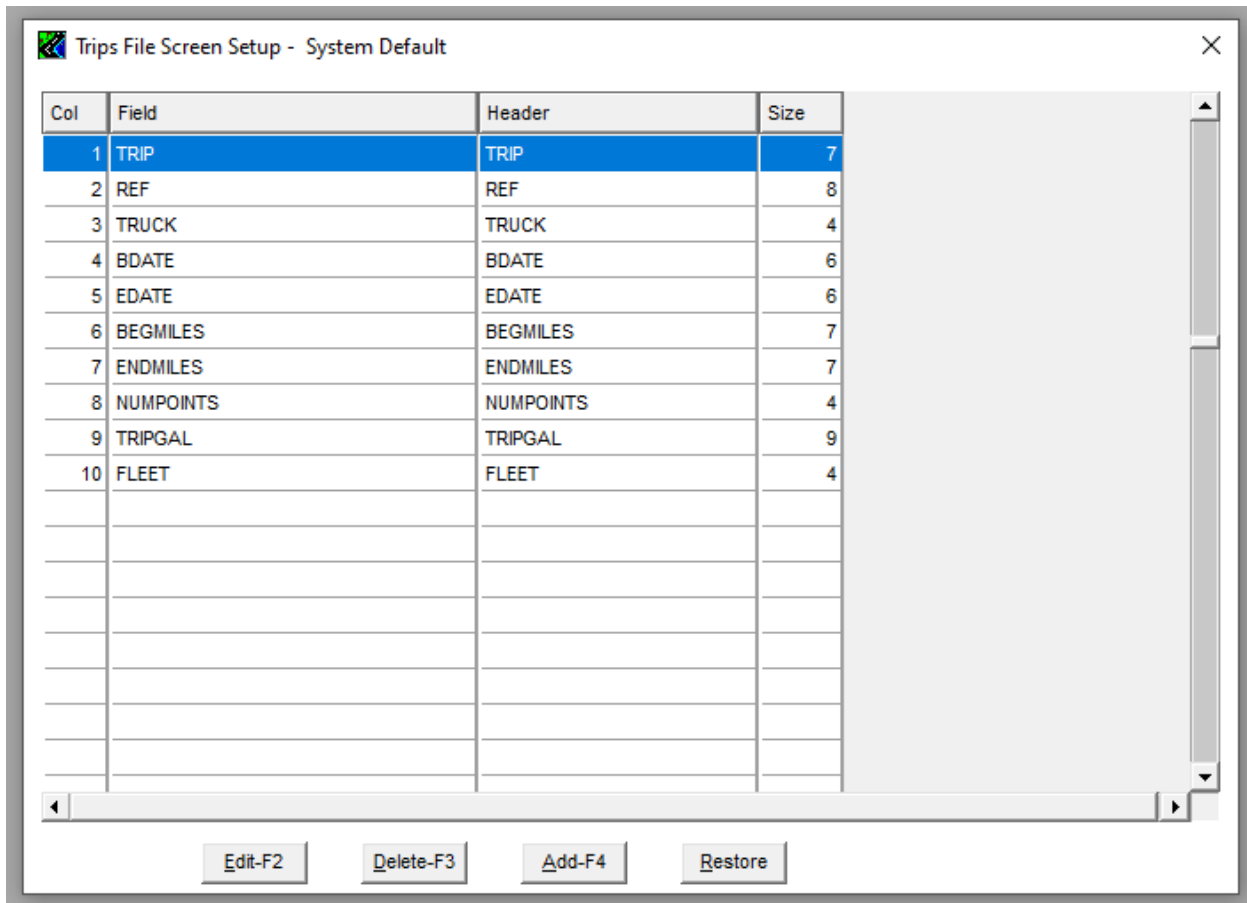 Trips File Screen Setup -  System Default
Col Field Header Size
1 TRIP TRIP 7
2 REF REF 8
3 TRUCK TRUCK 4
4 BDATE BDATE 6
5 EDATE EDATE 6
6 BEGMILES BEGMILES 7
7 ENDMILES ENDMILES 7
8 NUMPOINTS NUMPOINTS 4
9 TRIPGAL TRIPGAL 9
10 FLEET FLEET 4
Edit-F2 Delete-F3 Add-F4 Restore